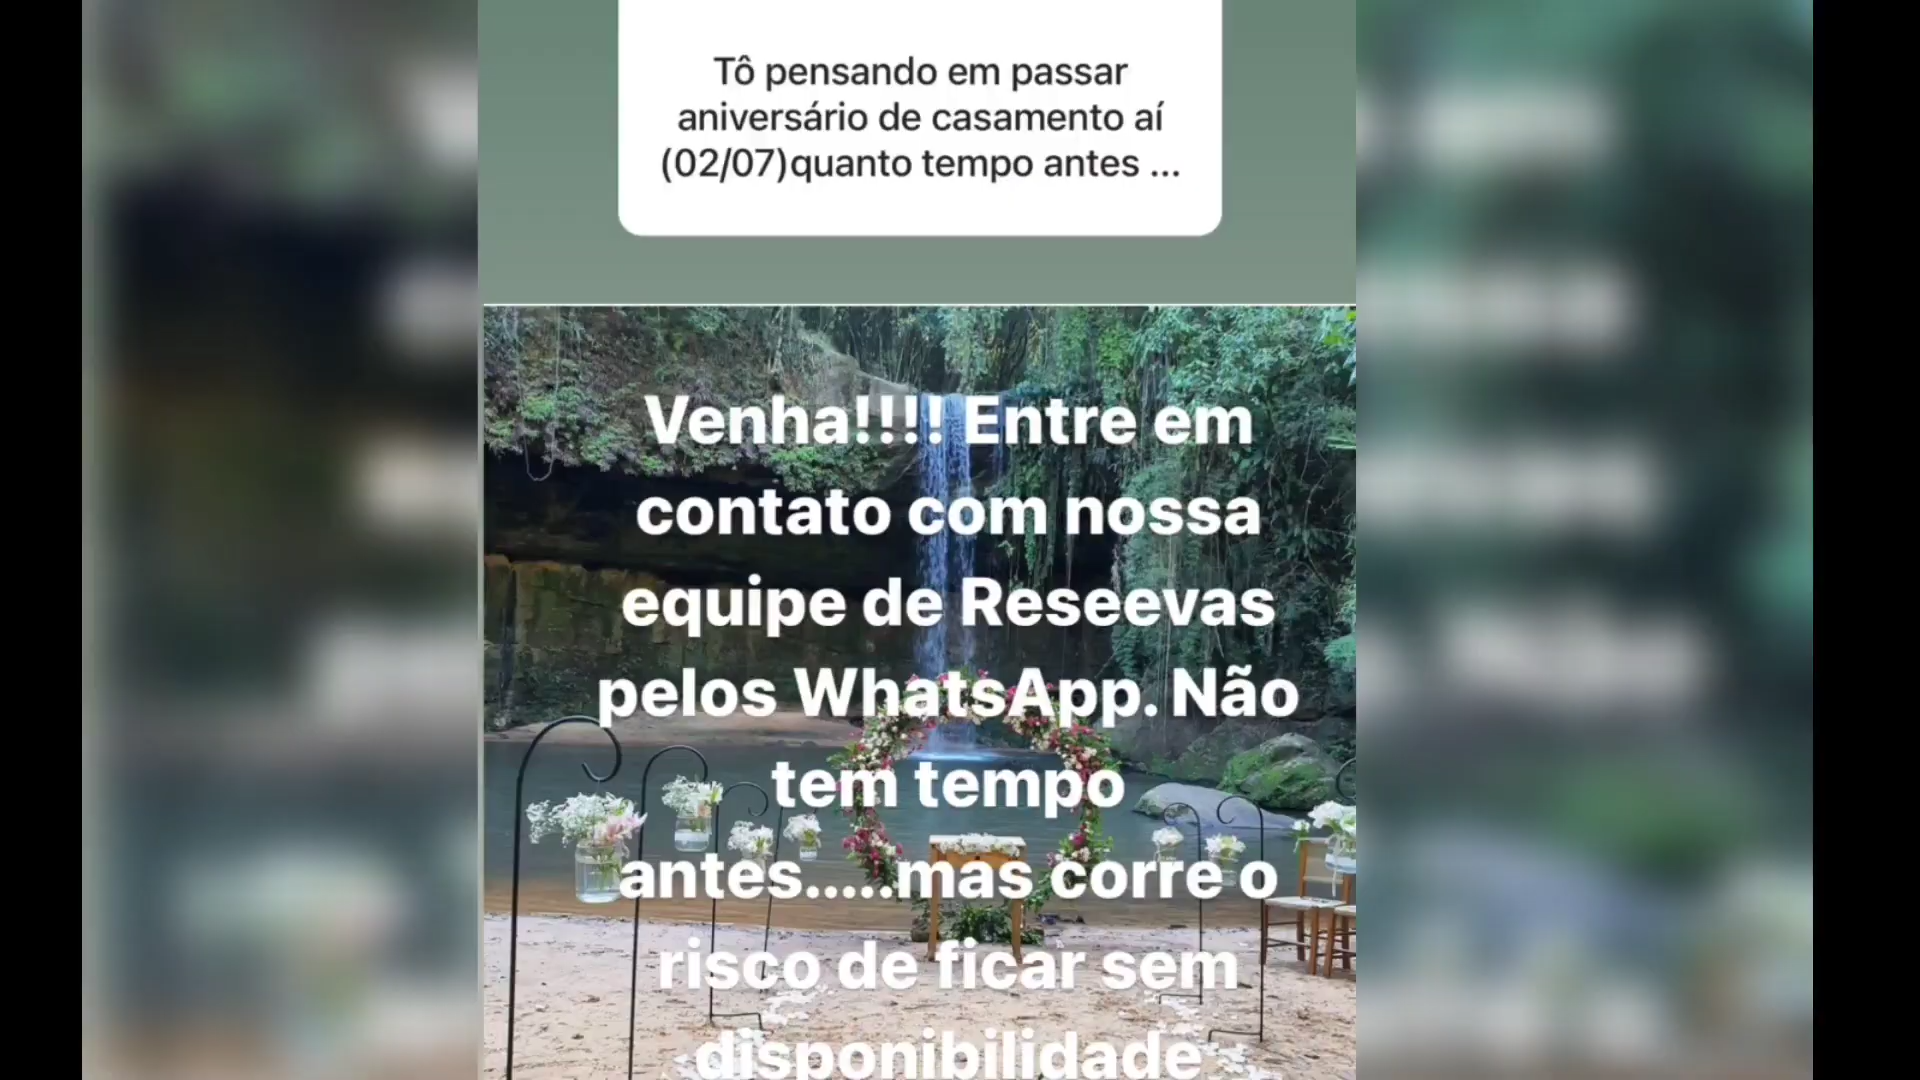 Tô pensando em passar
aniversário de casamento aí
(02/07)quanto tempo antes ...
Venha!!!! Entre em
contato com nossa
equipe de Reseevas
pelos WhatsApp. Não
tem tempo
antes.....mas corre o
risco de ficar sem
disponibilidade